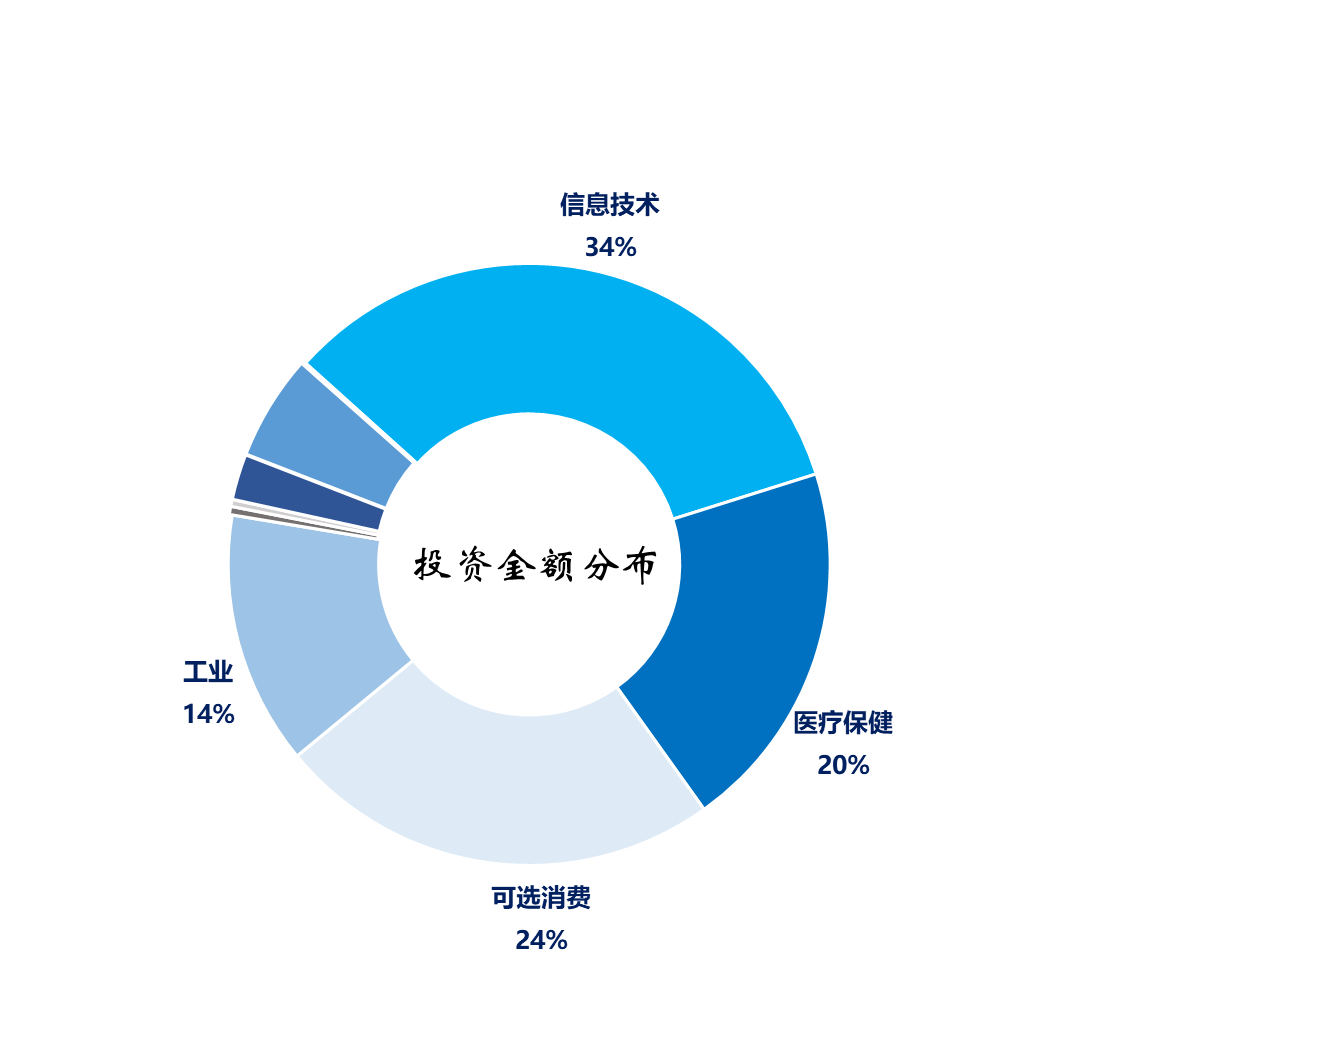 信息技术
34%
投资金额分布
工业
14%
医疗保健
20%
可选消费
24%